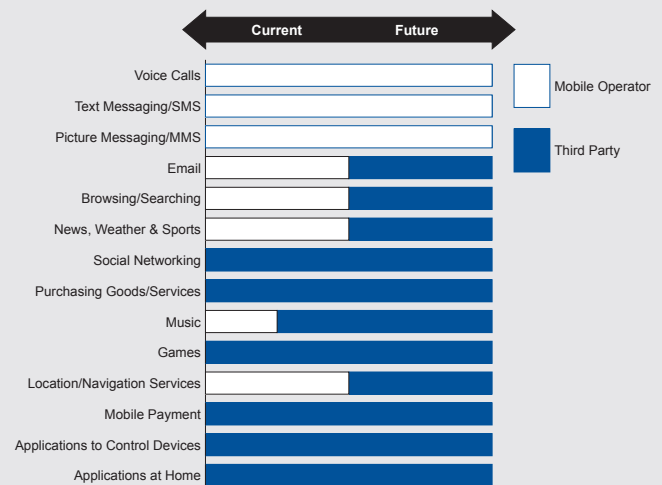 Current Future
Voice Calls
Text Messaging/SMS
Picture Messaging/MMS
Email
Browsing/Searching
News, Weather & Sports
Social Networking
Purchasing Goods/Services
Music
Games
Location/Navigation Services
Mobile Payment
Applications to Control Devices
Applications at Home
Mobile Operator
Third Party